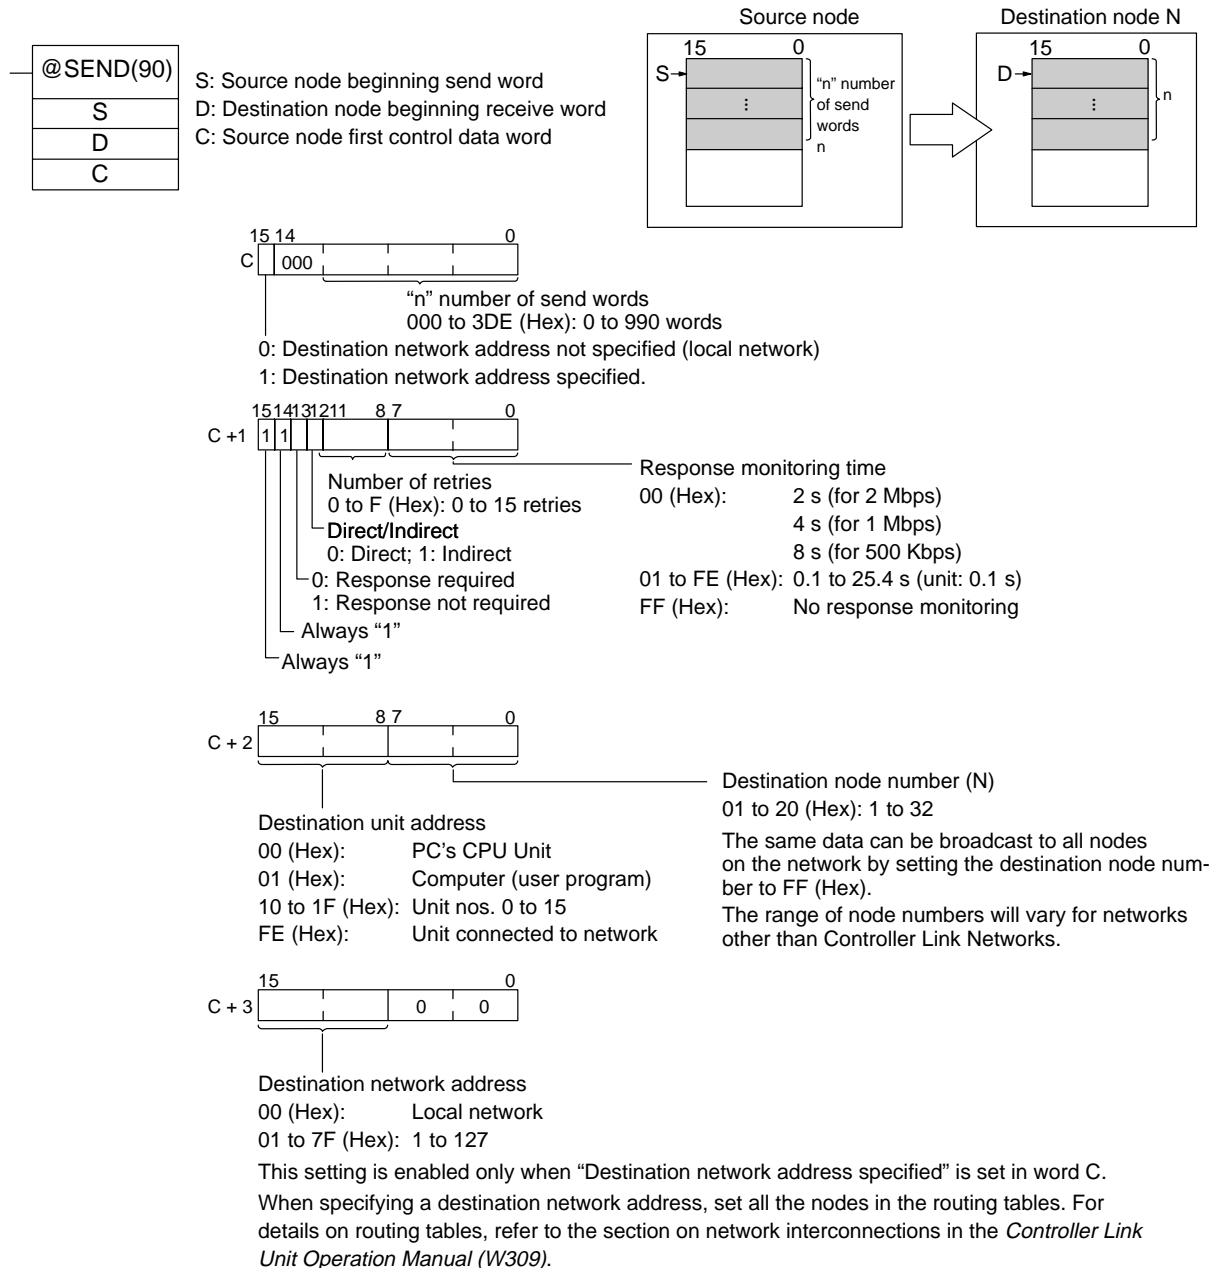 Source node
Destination node N
@SEND(90)
S
D
C
S: Source node beginning send word
D: Destination node beginning receive word
C: Source node first control data word
15 0
S
“n” number
of send
words
n
15 0
D
n
15 14 0
C 000
“n” number of send words
000 to 3DE (Hex): 0 to 990 words
0: Destination network address not specified (local network)
1: Destination network address specified.
15 14 13 12 11 8 7 0
C +1 1 1
Number of retries
0 to F (Hex): 0 to 15 retries
Direct/Indirect
0: Direct; 1: Indirect
0: Response required
1: Response not required
Always “1”
Always “1”
Response monitoring time
00 (Hex): 2 s (for 2 Mbps)
4 s (for 1 Mbps)
8 s (for 500 Kbps)
01 to FE (Hex): 0.1 to 25.4 s (unit: 0.1 s)
FF (Hex): No response monitoring
15 8 7 0
C + 2
Destination unit address
00 (Hex): PC's CPU Unit
01 (Hex): Computer (user program)
10 to 1F (Hex): Unit nos. 0 to 15
FE (Hex): Unit connected to network
Destination node number (N)
01 to 20 (Hex): 1 to 32
The same data can be broadcast to all nodes
on the network by setting the destination node num-
ber to FF (Hex).
The range of node numbers will vary for networks
other than Controller Link Networks.
15 0
C + 3 0 0
Destination network address
00 (Hex): Local network
01 to 7F (Hex): 1 to 127
This setting is enabled only when “Destination network address specified” is set in word C.
When specifying a destination network address, set all the nodes in the routing tables. For
details on routing tables, refer to the section on network interconnections in the Controller Link
Unit Operation Manual (W309).